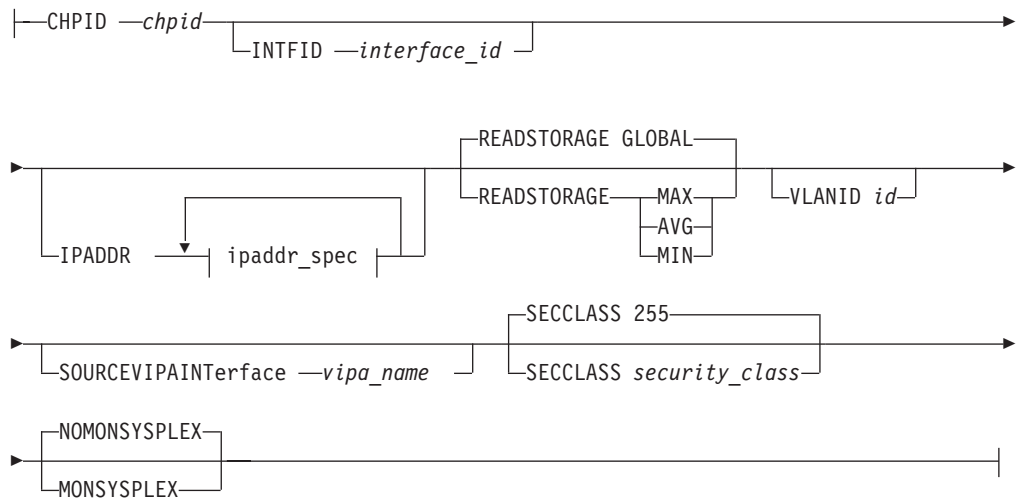 CHPID chpid
INTFID interface_id
READSTORAGE GLOBAL
READSTORAGE MAX VLANID id
AVG
IPADDR ipaddr_spec MIN
SECCLASS 255
SOURCEVIPAINTerface vipa_name SECCLASS security_class
NOMONSYSPLEX
MONSYSPLEX